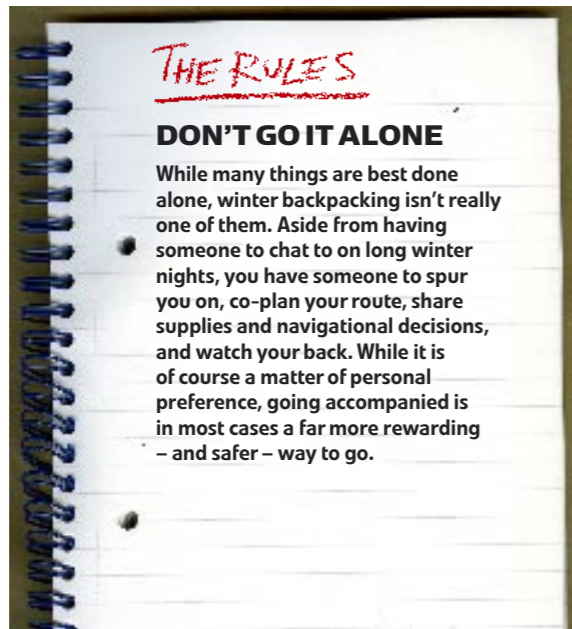 THE RULES
DON'T GO IT ALONE
While many things are best done
alone, winter backpacking isn't really
one of them. Aside from having
someone to chat to on long winter
nights, you have someone to spur
you on, co-plan your route, share
supplies and navigational decisions,
and watch your back. While it is
of course a matter of personal
preference, going accompanied is
in most cases a far more rewarding
– and safer – way to go.